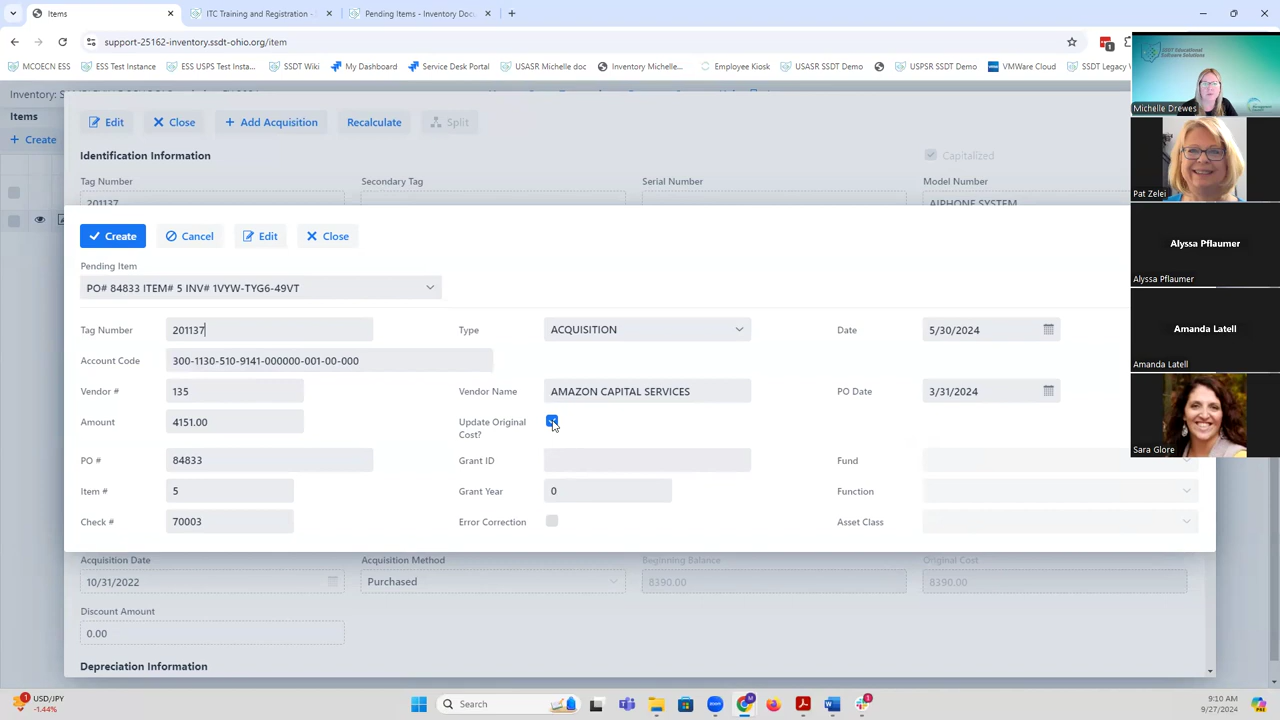 Items
ITC Training and Registration -
Pending Items - Inventory Docu
support-25162-inventory.ssdt-ohio.org/item
MCOECN ESS
ESS Test Instance
ESS USPS Test Insta...
SSDT Wiki
My Dashboard
Service Desk
USASR Michelle doc
Inventory Michelle...
Employee Kiosk
USASR SSDT Demo
USPSR SSDT Demo
VMWare Cloud
SSDT Legacy
Inventory:
Items
Create
Edit
Close
Add Acquisition
Recalculate
Split
Identification Information
Capitalized
Tag Number
Secondary Tag
Serial Number
Model Number
201137
AIPHONE SYSTEM
Create
Cancel
Edit
Close
Pending Item
PO# 84833 ITEM# 5 INV# 1VYW-TYG6-49VT
Tag Number 201137 Type ACQUISITION Date 5/30/2024
Account Code 300-1130-510-9141-000000-001-00-000
Vendor # 135 Vendor Name AMAZON CAPITAL SERVICES PO Date 3/31/2024
Amount 4151.00 Update Original
Cost?
PO # 84833 Grant ID Fund
Item # 5 Grant Year 0 Function
Check # 70003 Error Correction Asset Class
Acquisition Date
Acquisition Method
Beginning Balance
Original Cost
10/31/2022
Purchased
8390.00
8390.00
Discount Amount
0.00
Depreciation Information
Michelle Drewes
Pat Zelei
Alyssa Pflaumer
Alyssa Pflaumer
Amanda Latell
Amanda Latell
Sara Glore
1
USD/JPY
-1.44%
Search
1
9:10 AM
9/27/2024